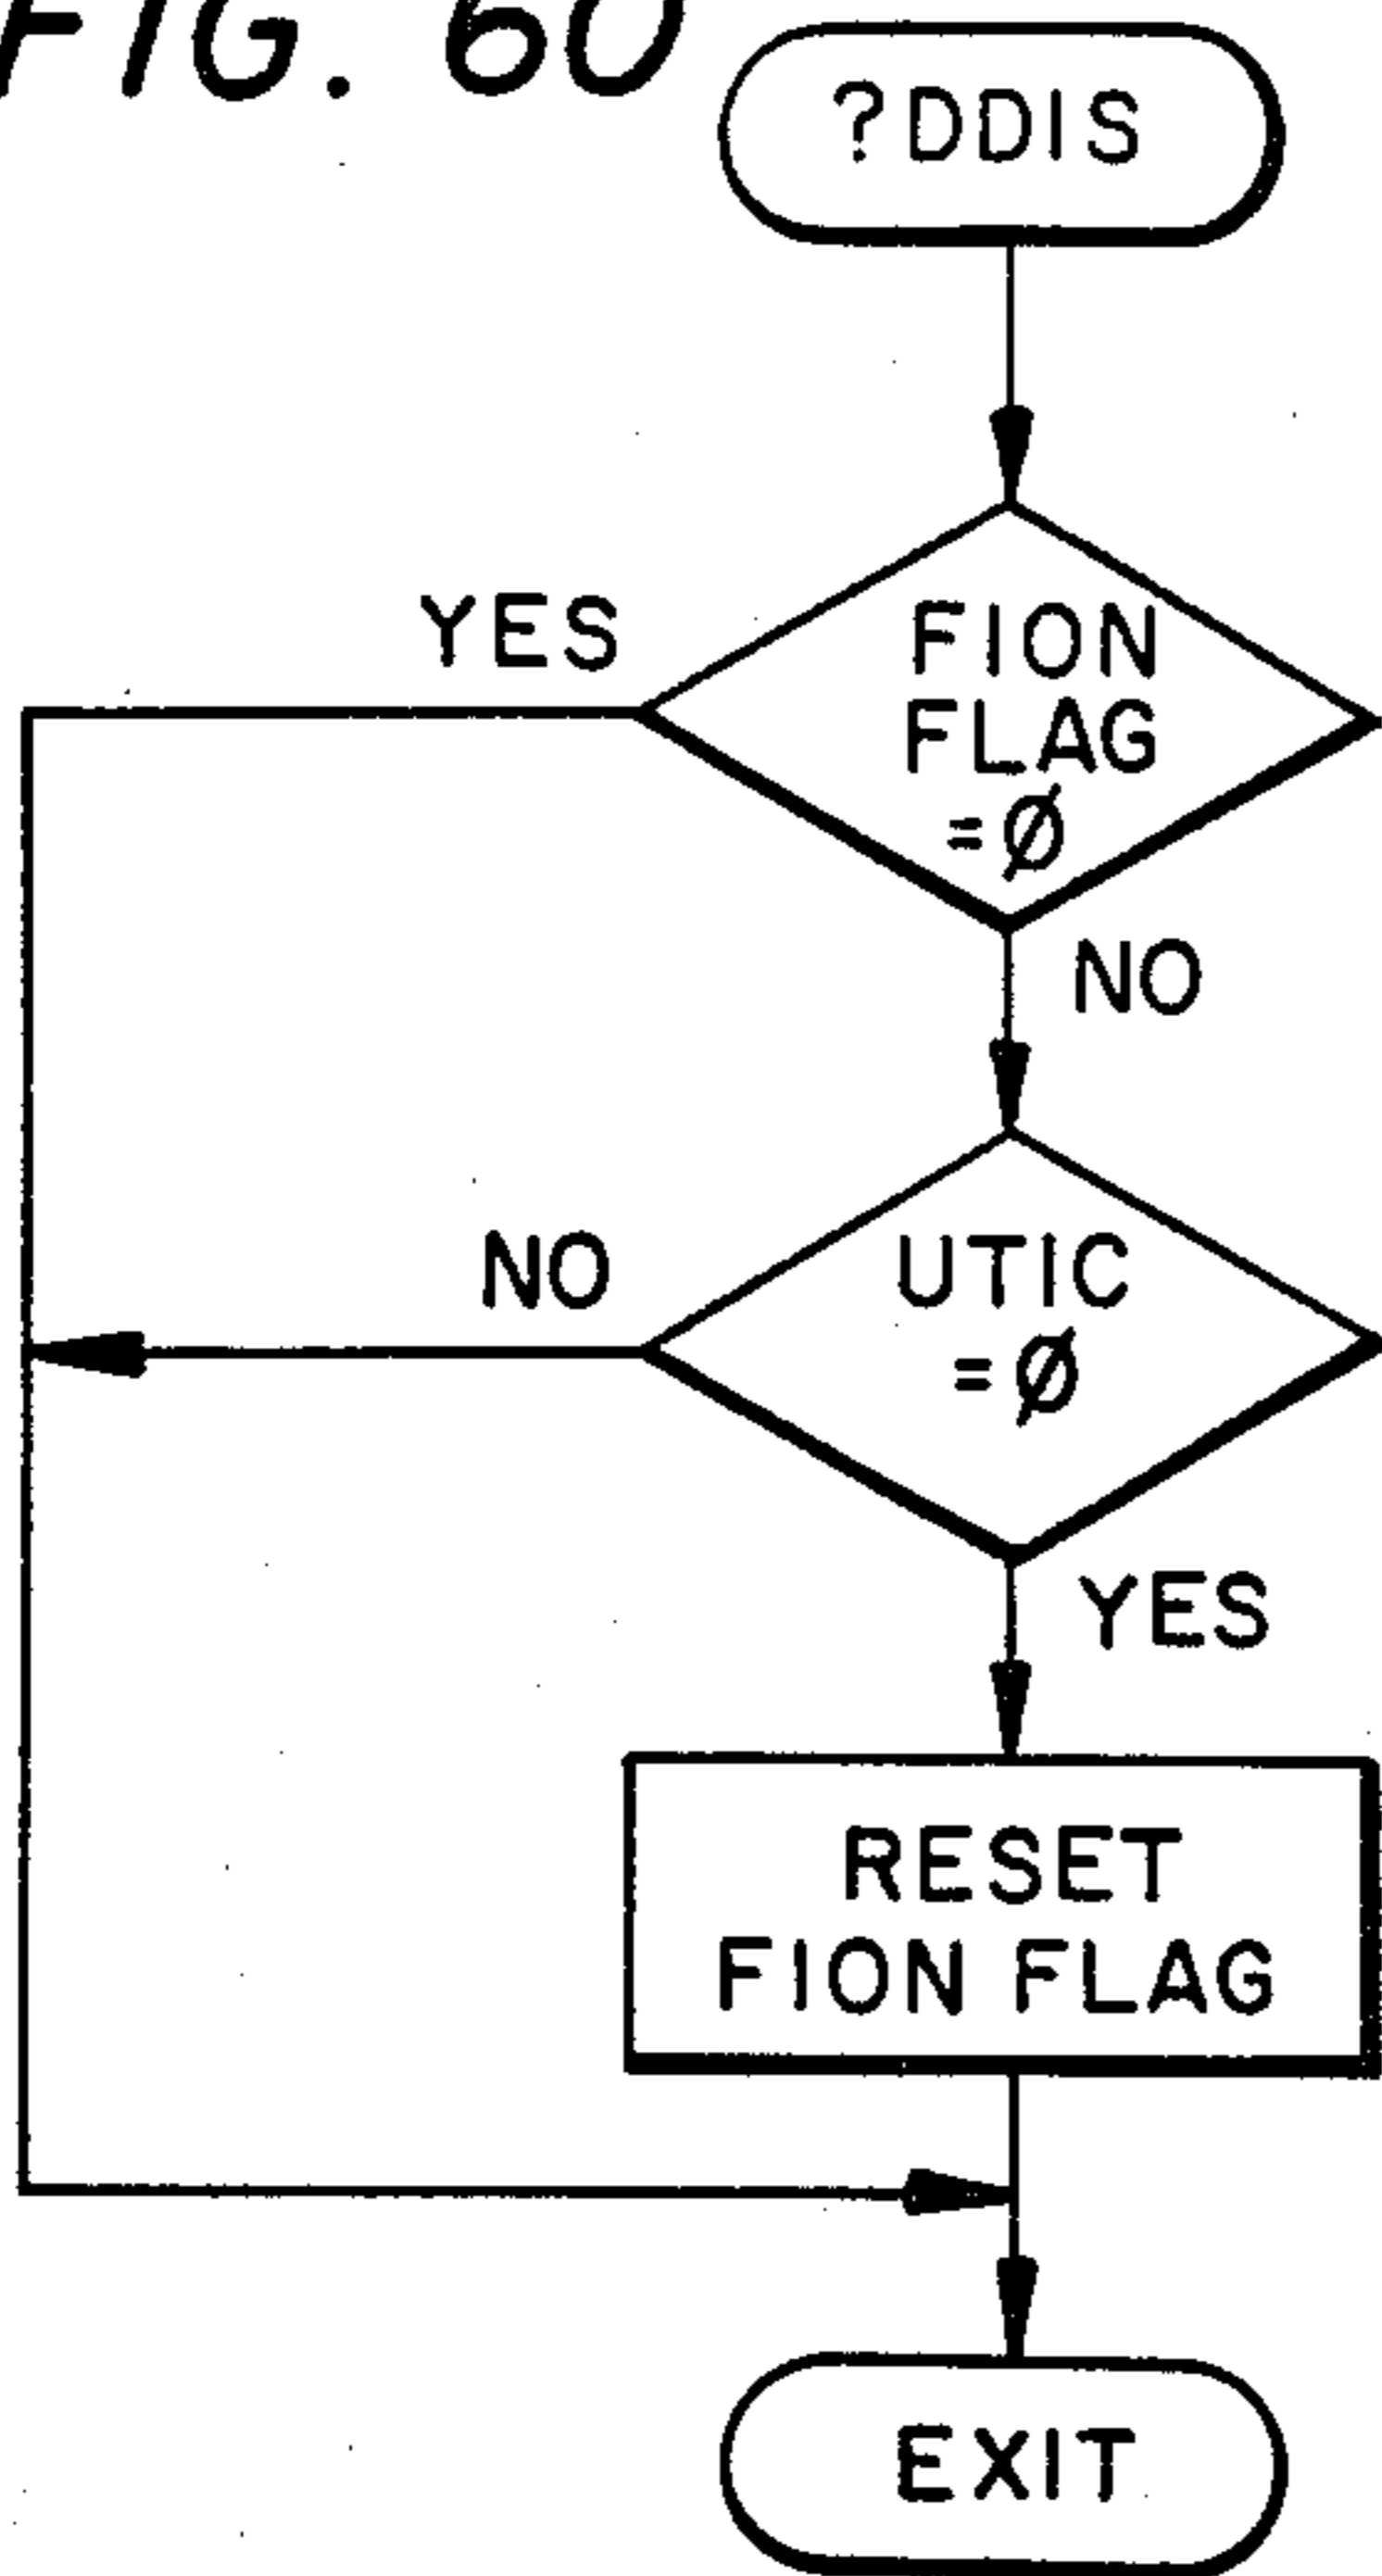 FIG. 60
?DDIS
YES
FION
FLAG
=Ø
NO
NO
UTIC
=Ø
YES
RESET
FION FLAG
EXIT